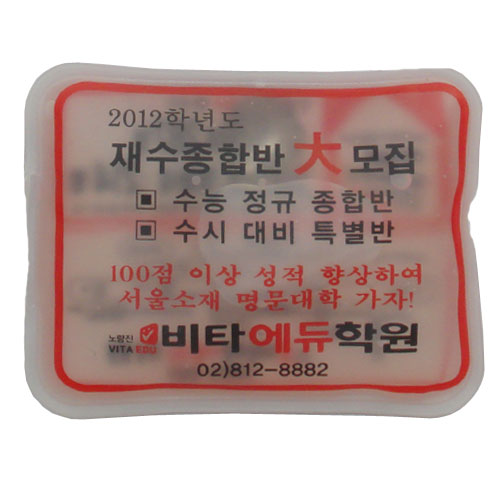 2012학년도
재수종합반 大 모집
▣ 수능 정규 종합반
▣ 수시 대비 특별반
100점 이상 성적 향상하여
서울소재 명문대학 가자!
노량진 VITA EDU 비타에듀학원
02)812-8882